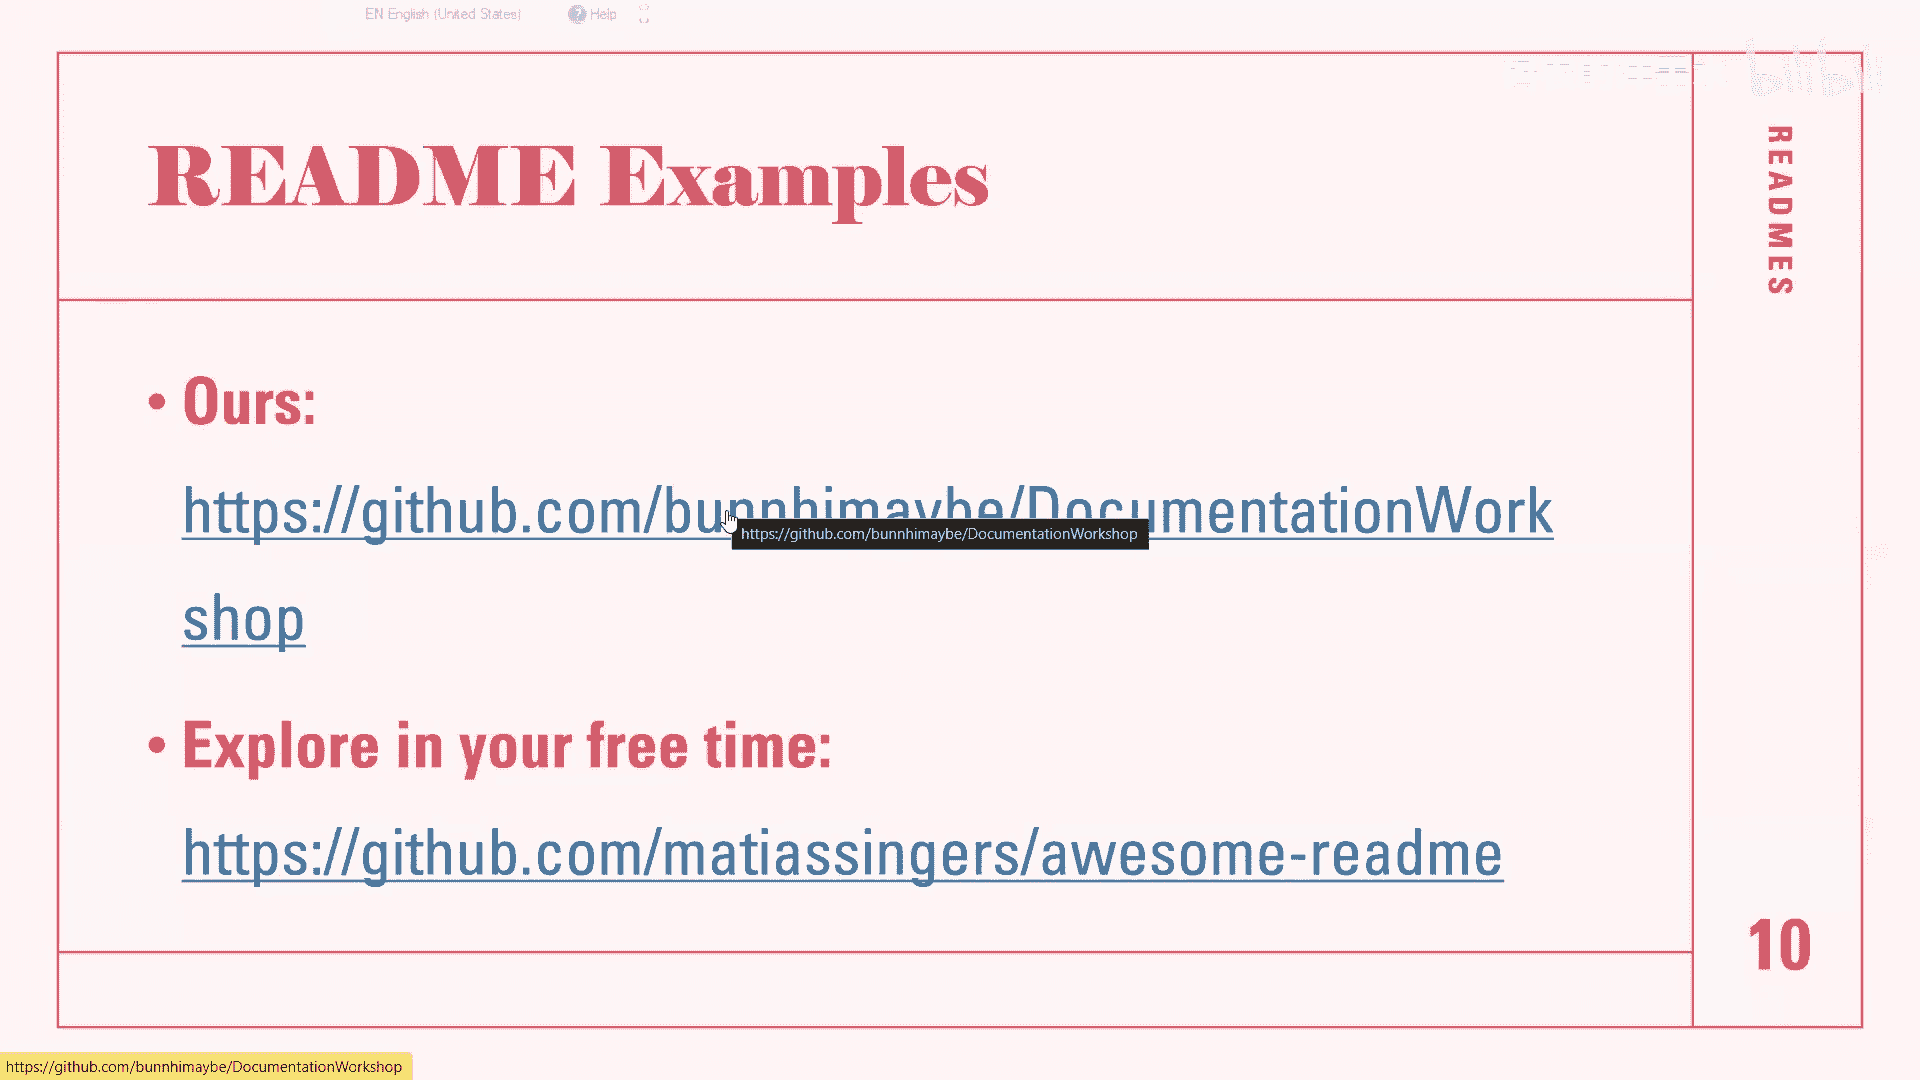 EN English (United States)
Help
bilibili
README Examples
READMES
• Ours:
https://github.com/bunnhimaybe/DocumentationWork
shop
https://github.com/bunnhimaybe/DocumentationWorkshop
• Explore in your free time:
https://github.com/matiassingers/awesome-readme
10
https://github.com/bunnhimaybe/DocumentationWorkshop